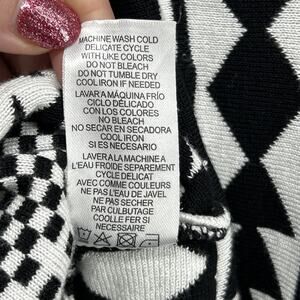 MACHINE WASH COLD
DELICATE CYCLE
WITH LIKE COLORS
DO NOT BLEACH
DO NOT TUMBLE DRY
COOL IRON IF NEEDED
LAVAR A MÁQUINA FRÍO
CICLO DÉLICADO
CON LOS COLORES
NO BLEACH
NO SECAR EN SECADORA
COOL IRON
SI ES NECESARIO
LAVER A LA MACHINE A
L'EAU FROIDE SEPAREMENT
CYCLE DELICAT
AVEC COMME COULEURS
NE PAS L'EAU DE JAVEL
NE PAS SECHER
PAR CULBUTAGE
COOLLE FER SI
NECESSAIRE